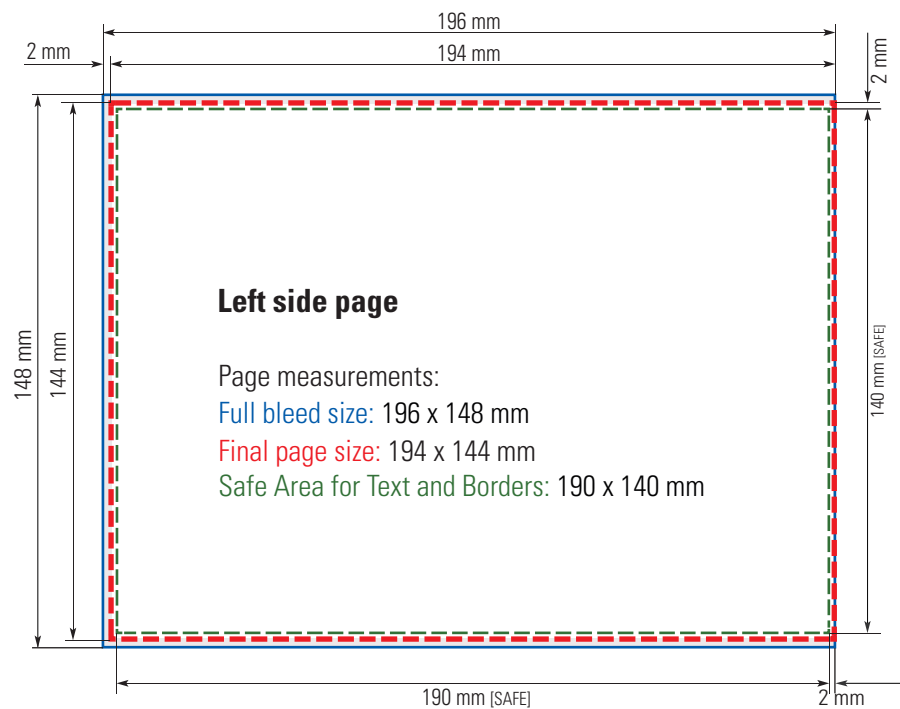 196 mm
2 mm
194 mm
2 mm
148 mm
144 mm
140 mm [SAFE]
Left side page
Page measurements:
Full bleed size: 196 x 148 mm
Final page size: 194 x 144 mm
Safe Area for Text and Borders: 190 x 140 mm
190 mm [SAFE]
2 mm